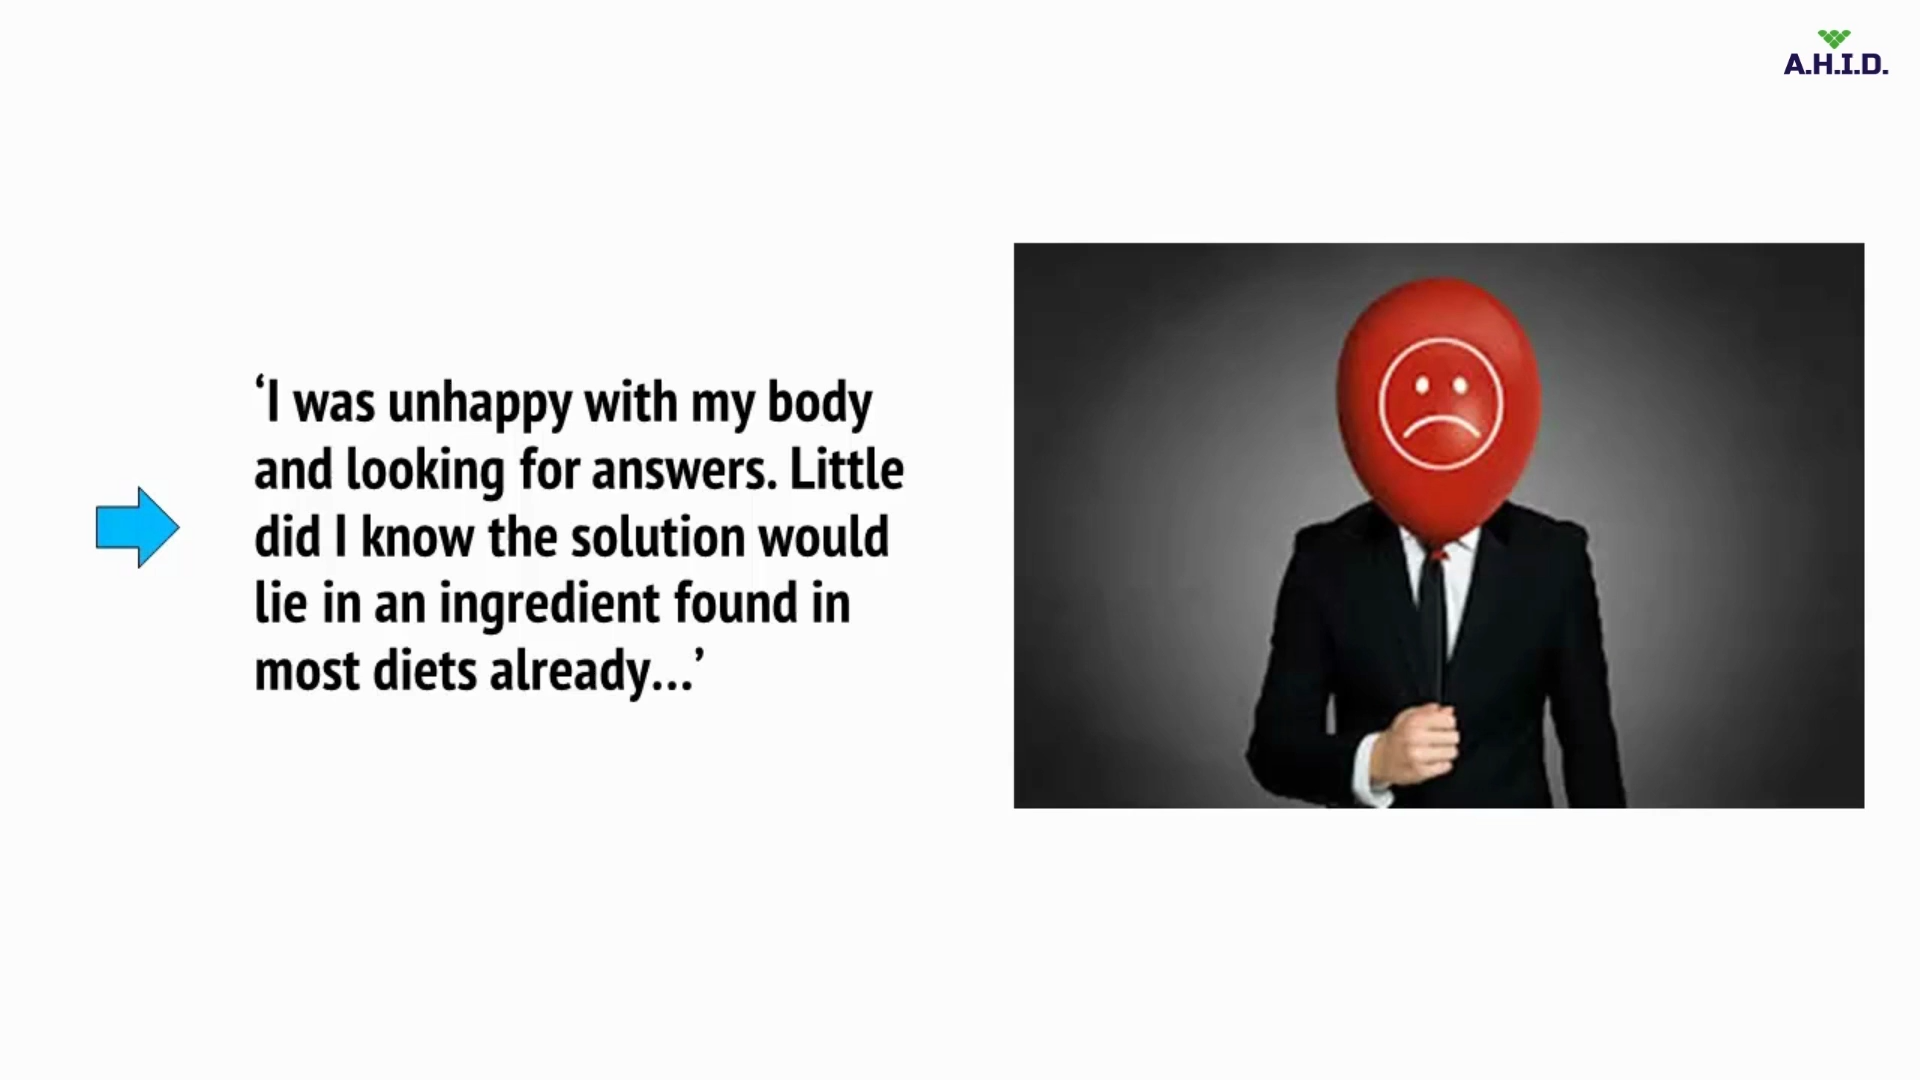 A.H.I.D.
‘I was unhappy with my body
and looking for answers. Little
did I know the solution would
lie in an ingredient found in
most diets already...’